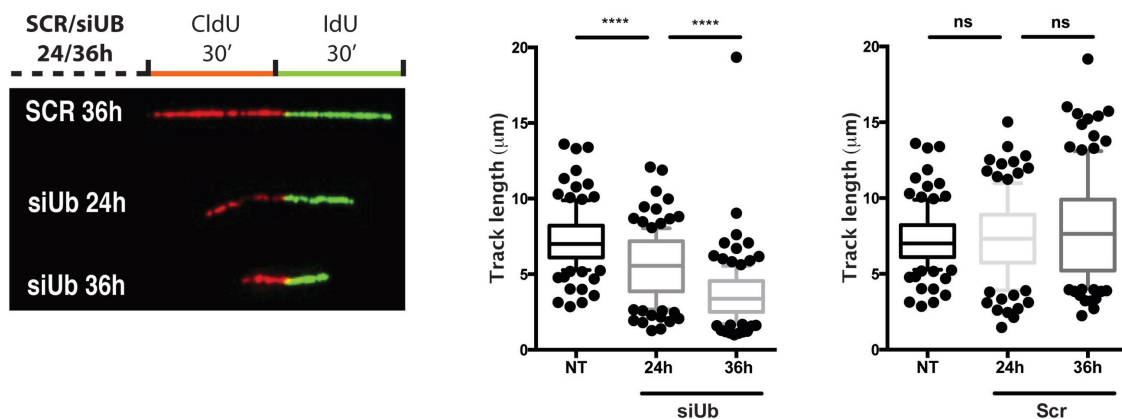 SCR/siUB CldU IdU
24/36h 30’ 30’
SCR 36h
siUb 24h
siUb 36h
**** ****
20
15
10
5
0
Track length (μm)
NT 24h 36h
siUb
ns ns
20
15
10
5
0
Track length (μm)
NT 24h 36h
Scr